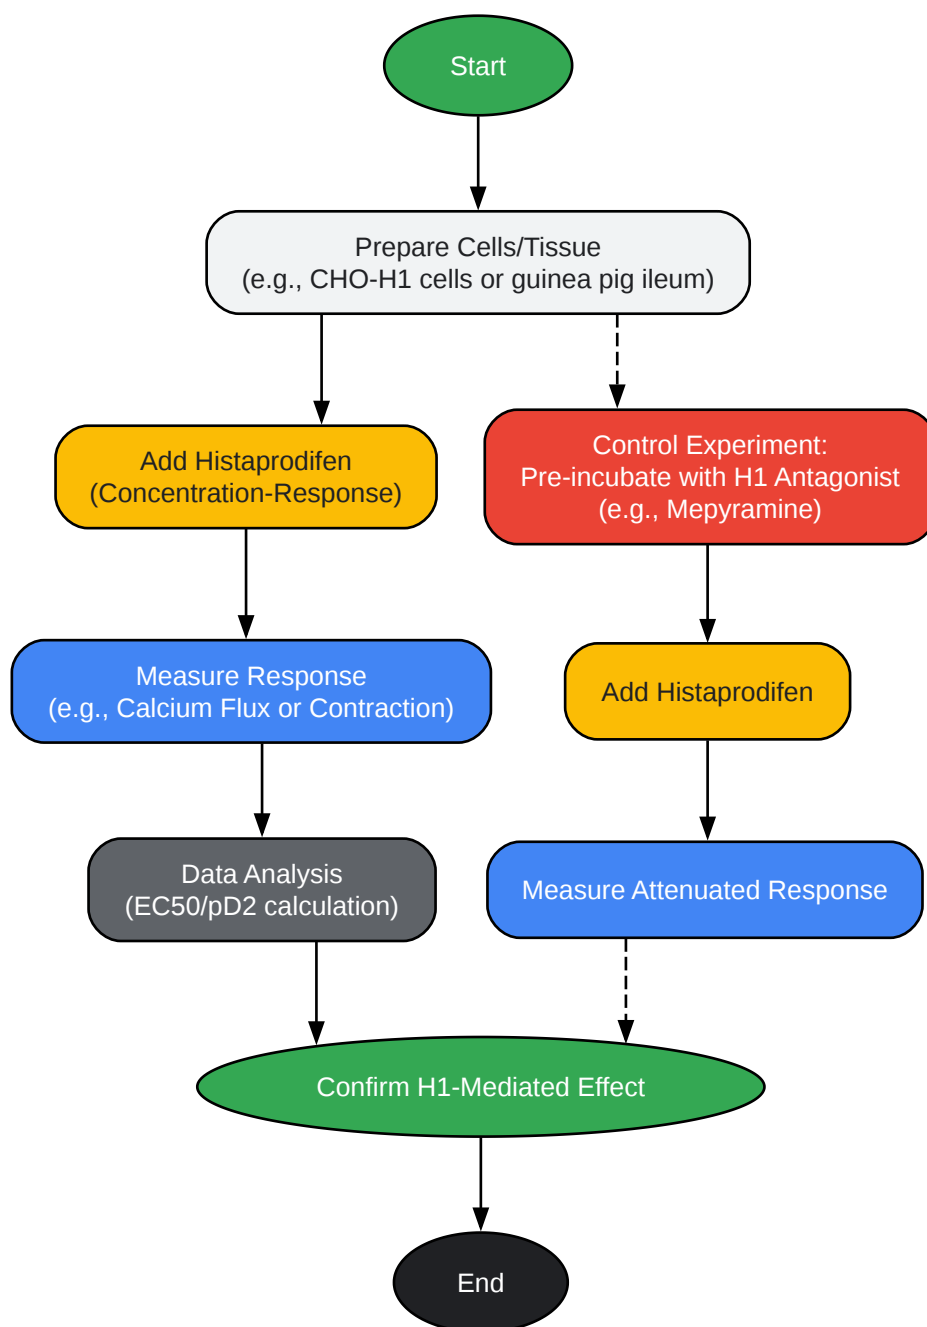 Start
Prepare Cells/Tissue
(e.g., CHO-H1 cells or guinea pig ileum)
Add Histaprodifen
(Concentration-Response)
Control Experiment:
Pre-incubate with H1 Antagonist
(e.g., Mepyramine)
Measure Response
(e.g., Calcium Flux or Contraction)
Add Histaprodifen
Data Analysis
(EC50/pD2 calculation)
Measure Attenuated Response
Confirm H1-Mediated Effect
End